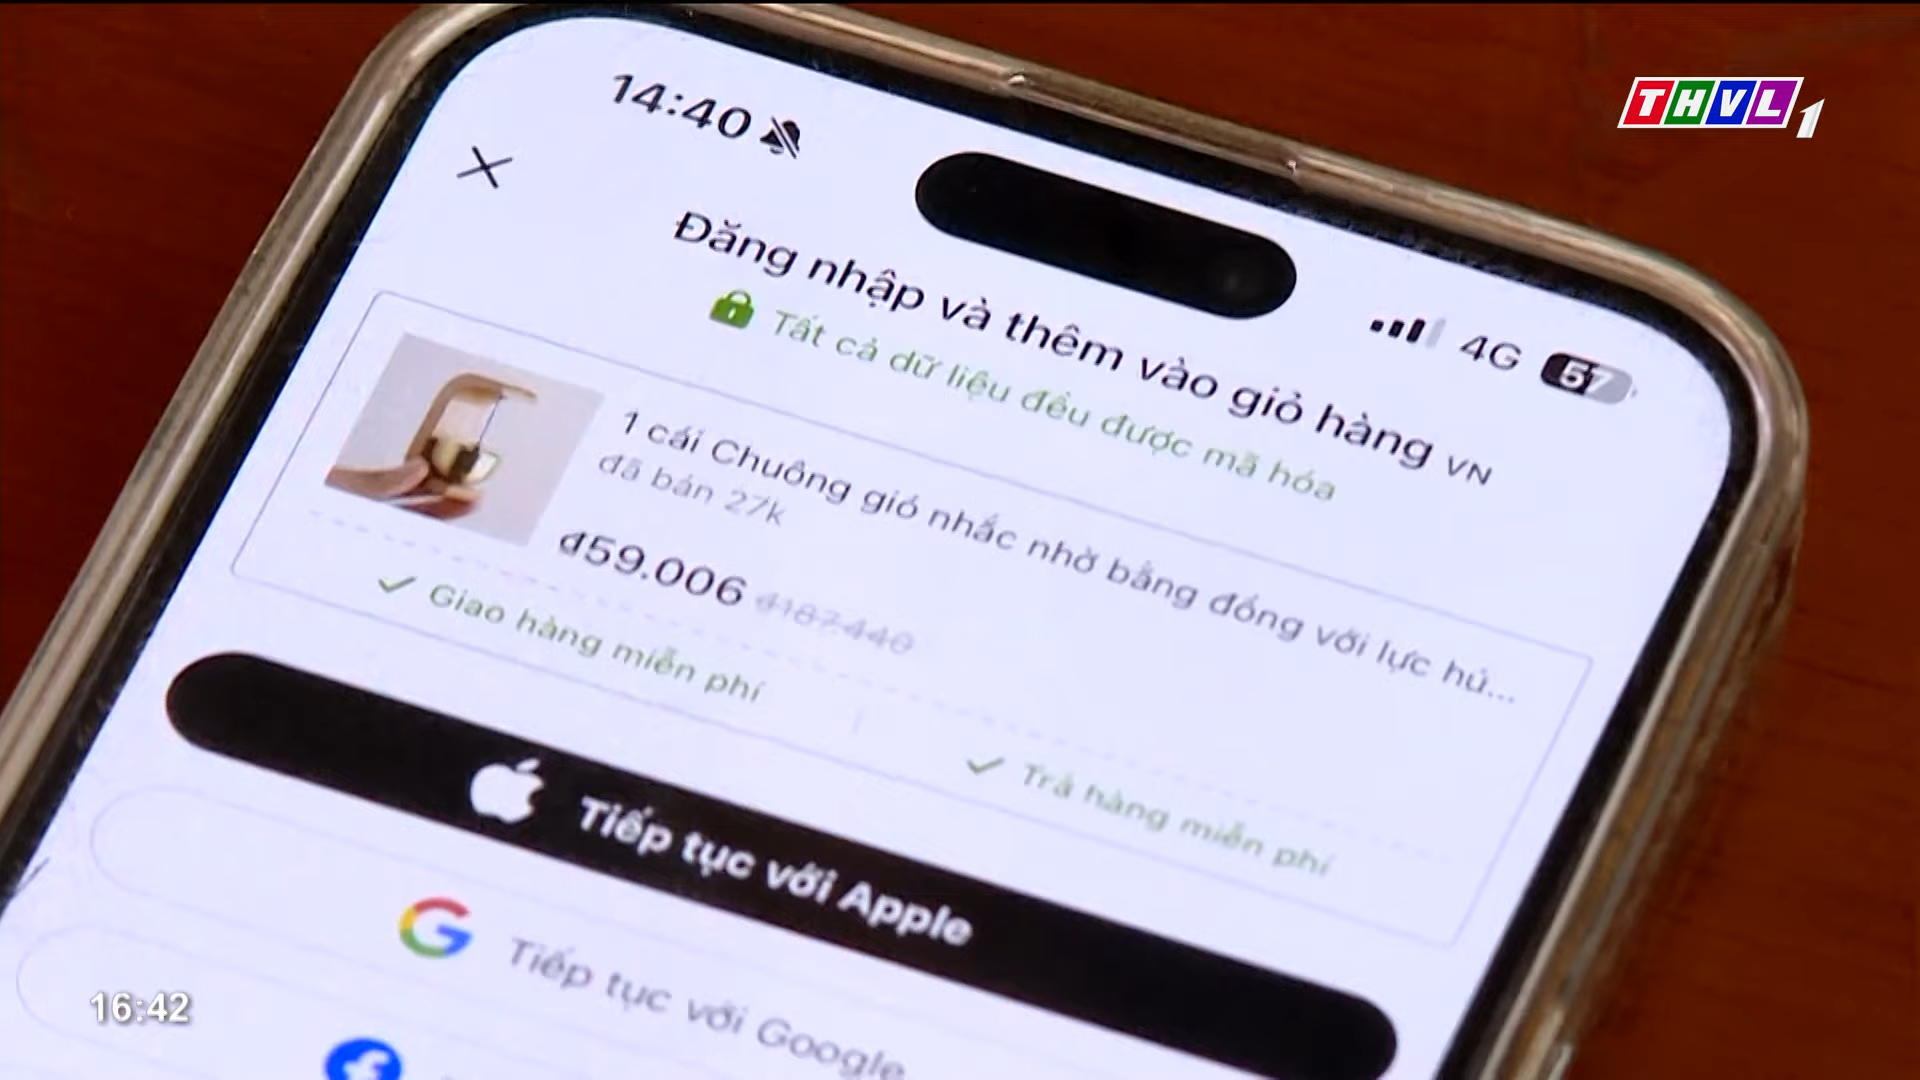 THVL1
14:40
4G 57
Đăng nhập và thêm vào giỏ hàng VN
Tất cả dữ liệu đều được mã hóa
1 cái Chuông gió nhắc nhở bằng đồng với lực hú...
đã bán 27k
đ59.006 đ187.440
Giao hàng miễn phí
Trả hàng miễn phí
Tiếp tục với Apple
Tiếp tục với Google
16:42